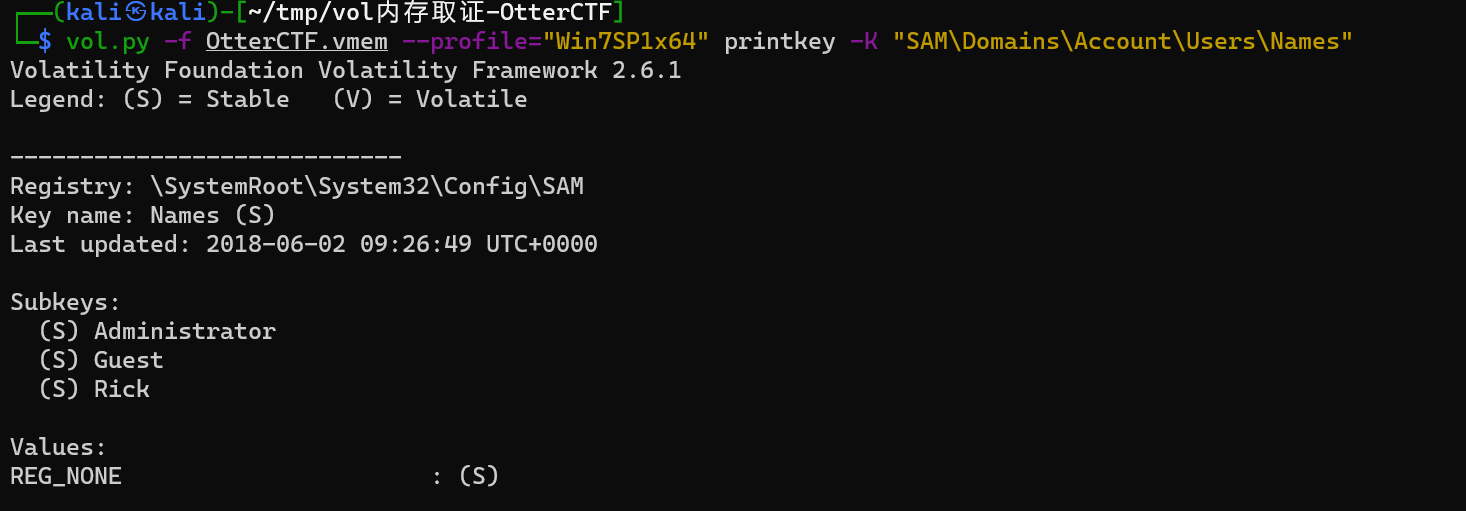 ┌──(kali㉿kali)-[~/tmp/vol内存取证-OtterCTF]
└─$ vol.py -f OtterCTF.vmem --profile="Win7SP1x64" printkey -K "SAM\Domains\Account\Users\Names"
Volatility Foundation Volatility Framework 2.6.1
Legend: (S) = Stable   (V) = Volatile

----------------------------
Registry: \SystemRoot\System32\Config\SAM
Key name: Names (S)
Last updated: 2018-06-02 09:26:49 UTC+0000

Subkeys:
  (S) Administrator
  (S) Guest
  (S) Rick

Values:
REG_NONE                      : (S)